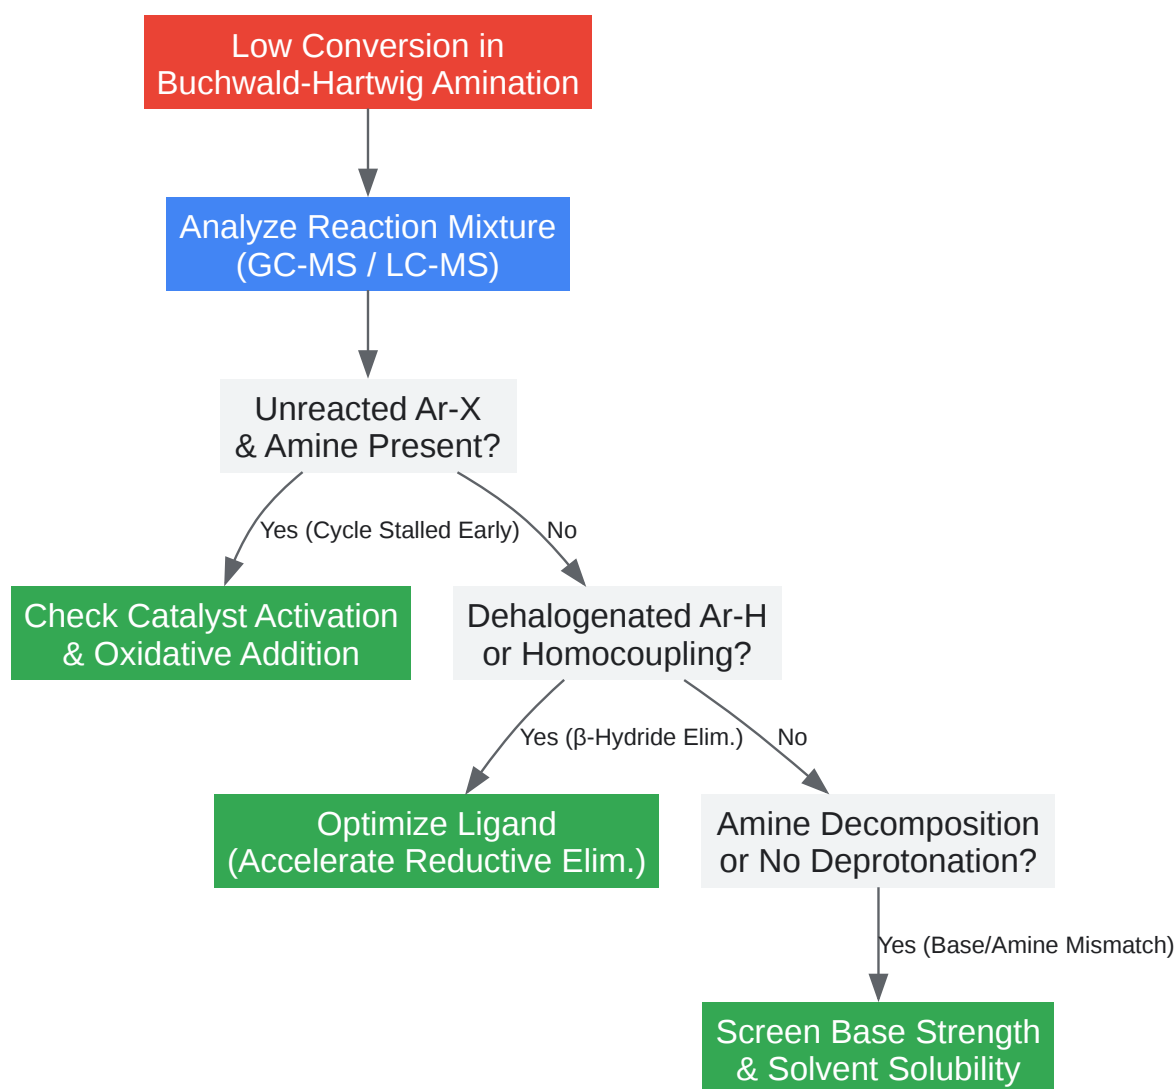 Low Conversion in
Buchwald-Hartwig Amination
Analyze Reaction Mixture
(GC-MS / LC-MS)
Unreacted Ar-X
& Amine Present?
Yes (Cycle Stalled Early)
No
Check Catalyst Activation
& Oxidative Addition
Dehalogenated Ar-H
or Homocoupling?
Yes (β-Hydride Elim.)
No
Optimize Ligand
(Accelerate Reductive Elim.)
Amine Decomposition
or No Deprotonation?
Yes (Base/Amine Mismatch)
Screen Base Strength
& Solvent Solubility